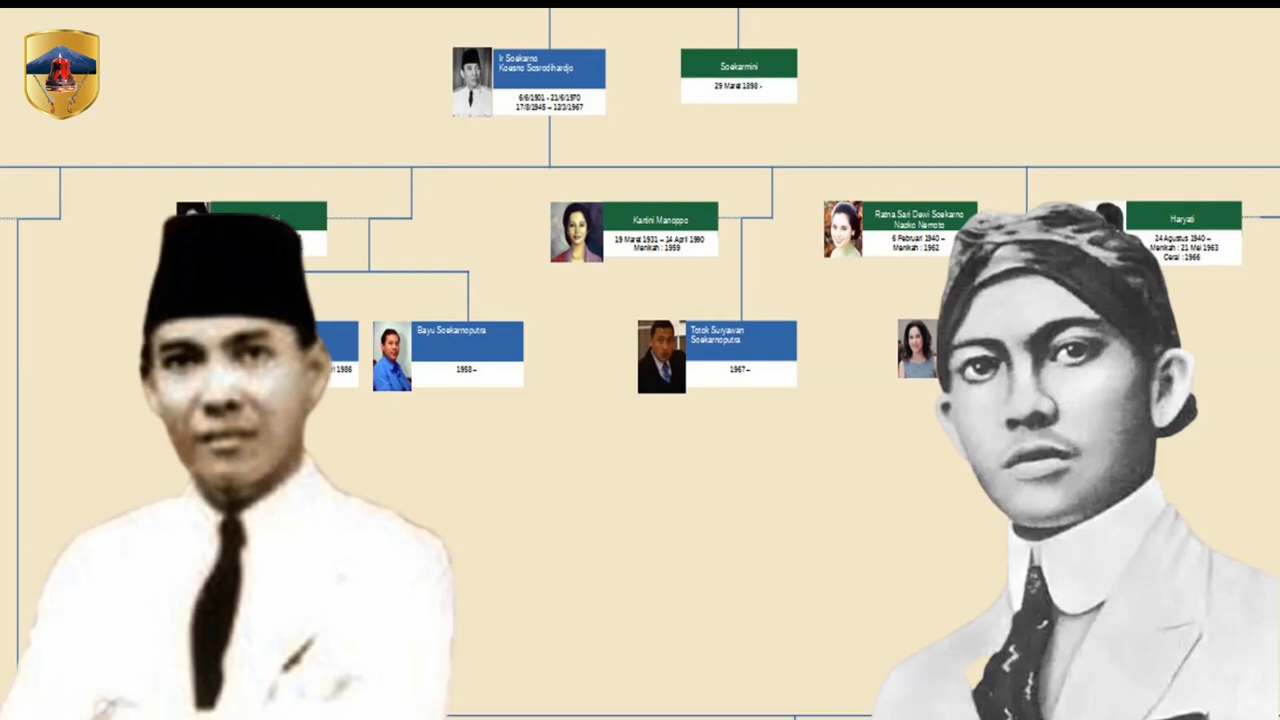 Ir Soekarno
Koesno Sosrodihardjo
6/6/1901 - 21/6/1970
17/8/1945 – 12/3/1967
Soekarmini
29 Maret 1898 -
Kartini Manoppo
19 Maret 1931 – 14 April 1990
Menikah : 1959
Ratna Sari Dewi Soekarno
Naoko Nemoto
6 Februari 1940 –
Menikah : 1962
Haryati
24 Agustus 1940 –
Menikah : 21 Mei 1963
Cerai : 1966
1986
Bayu Soekarnoputra
1958 –
Totok Suryawan
Soekarnoputra
1967 –